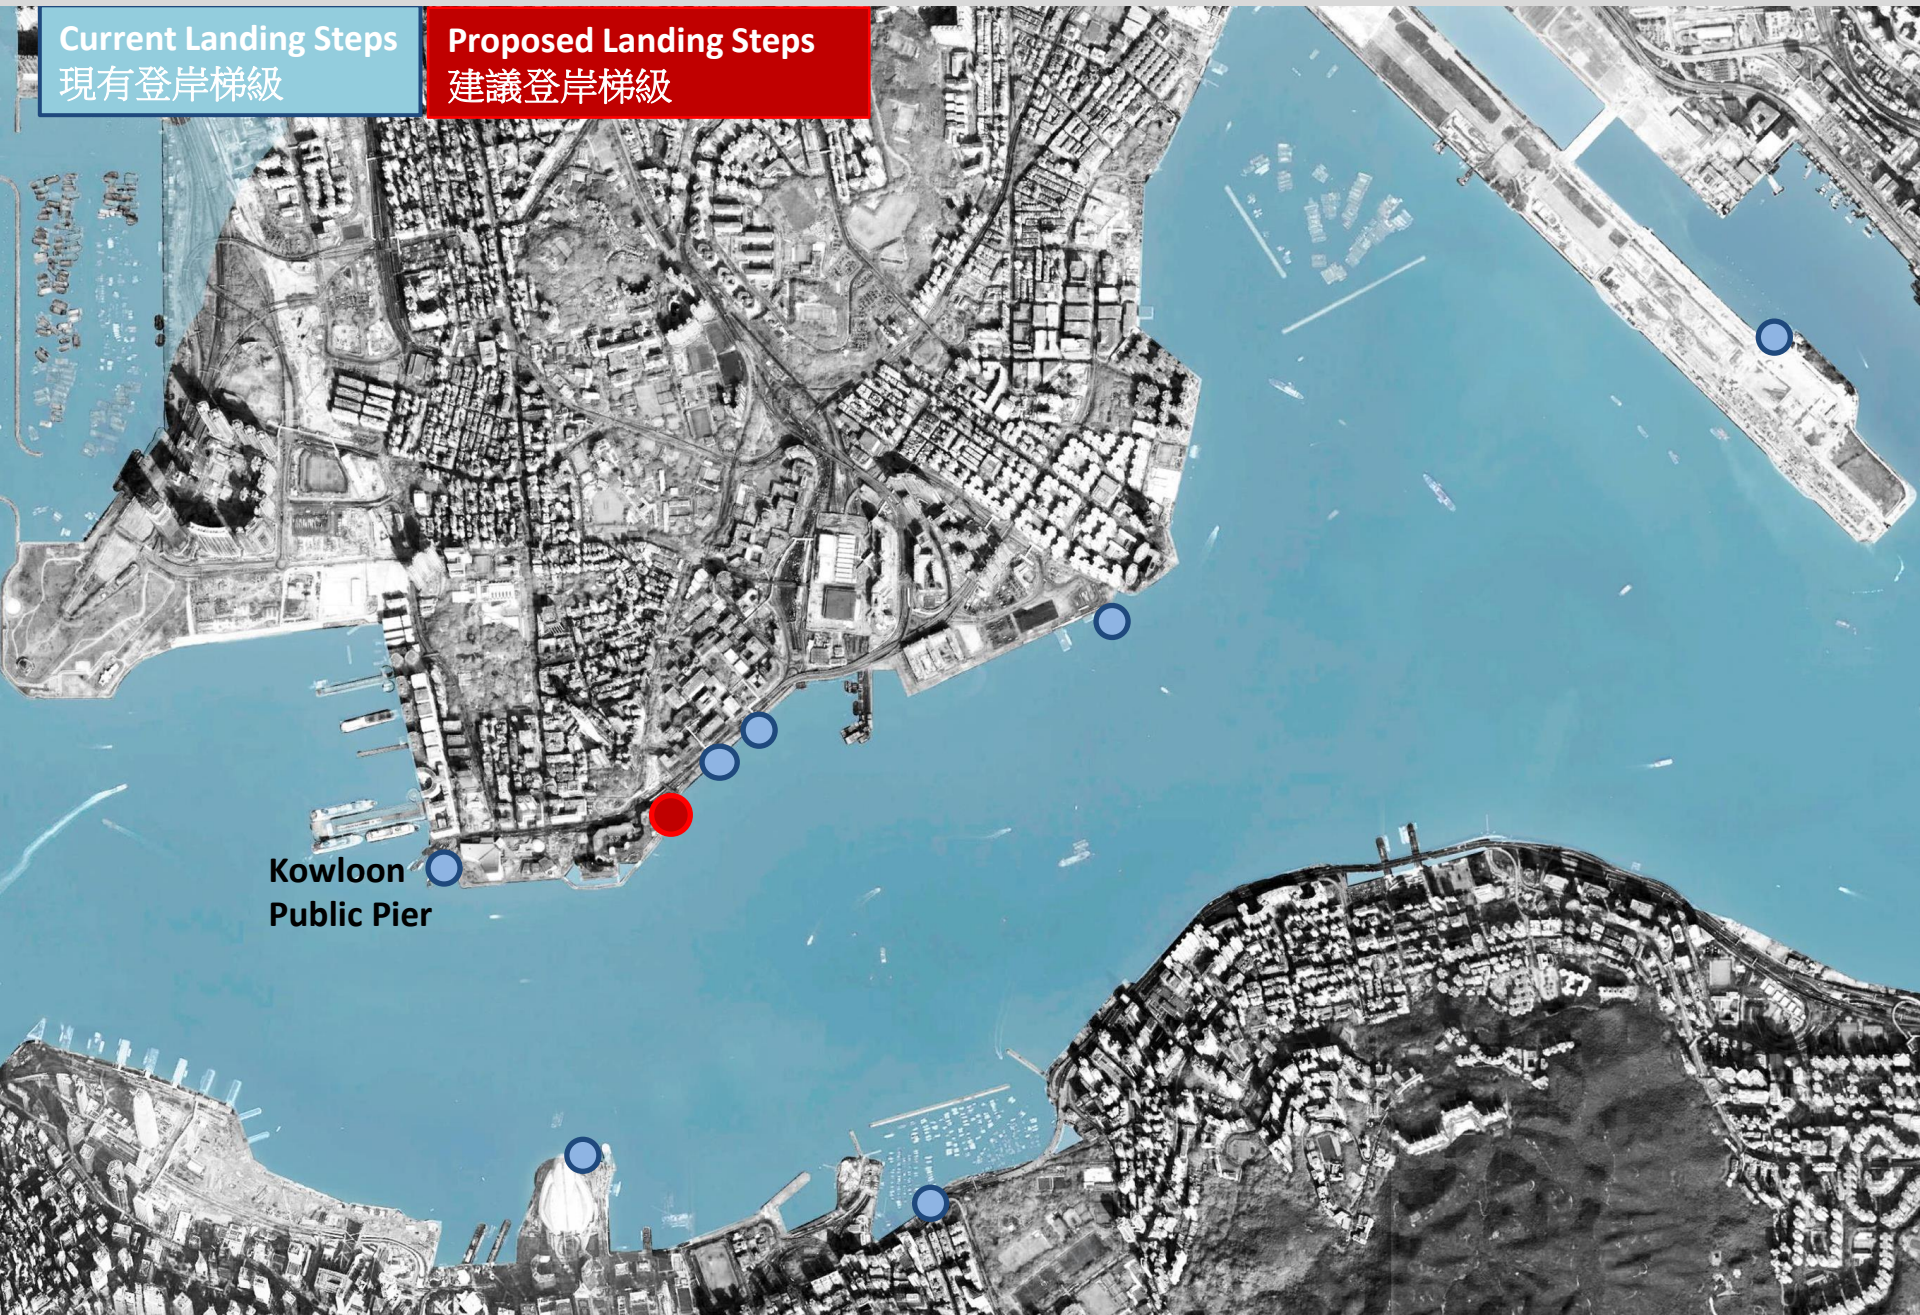 Current Landing Steps
現有登岸梯級
Proposed Landing Steps
建議登岸梯級
Kowloon
Public Pier